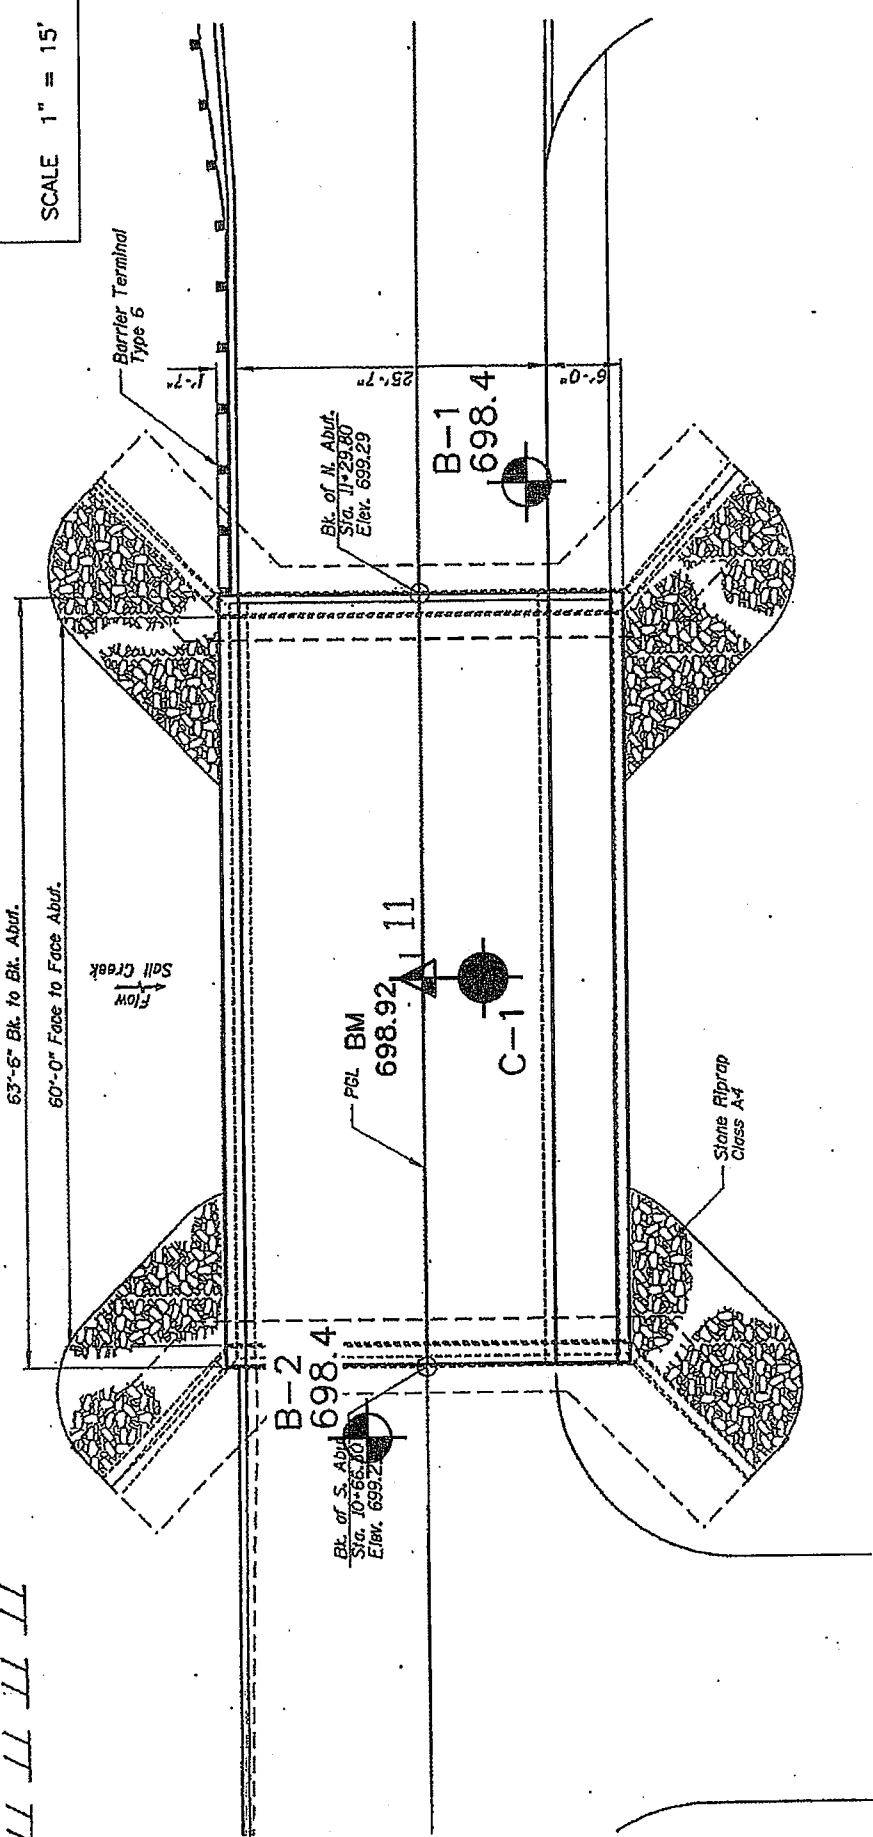 SCALE 1" = 15'
63'-6" Bk. to Bk. Abut.
60'-0" Face to Face Abut.
Flow
Salt Creek
Barrier Terminal
Type 6
1'-7"
25'-7"
6'-0"
Bk. of N. Abut.
Sta. 11+29.80
Elev. 699.29
B-1
698.4
11
PGL
BM
698.92
C-1
B-2
698.4
Bk. of S. Abut.
Sta. 10+66.30
Elev.
Stone Riprap
Class A4